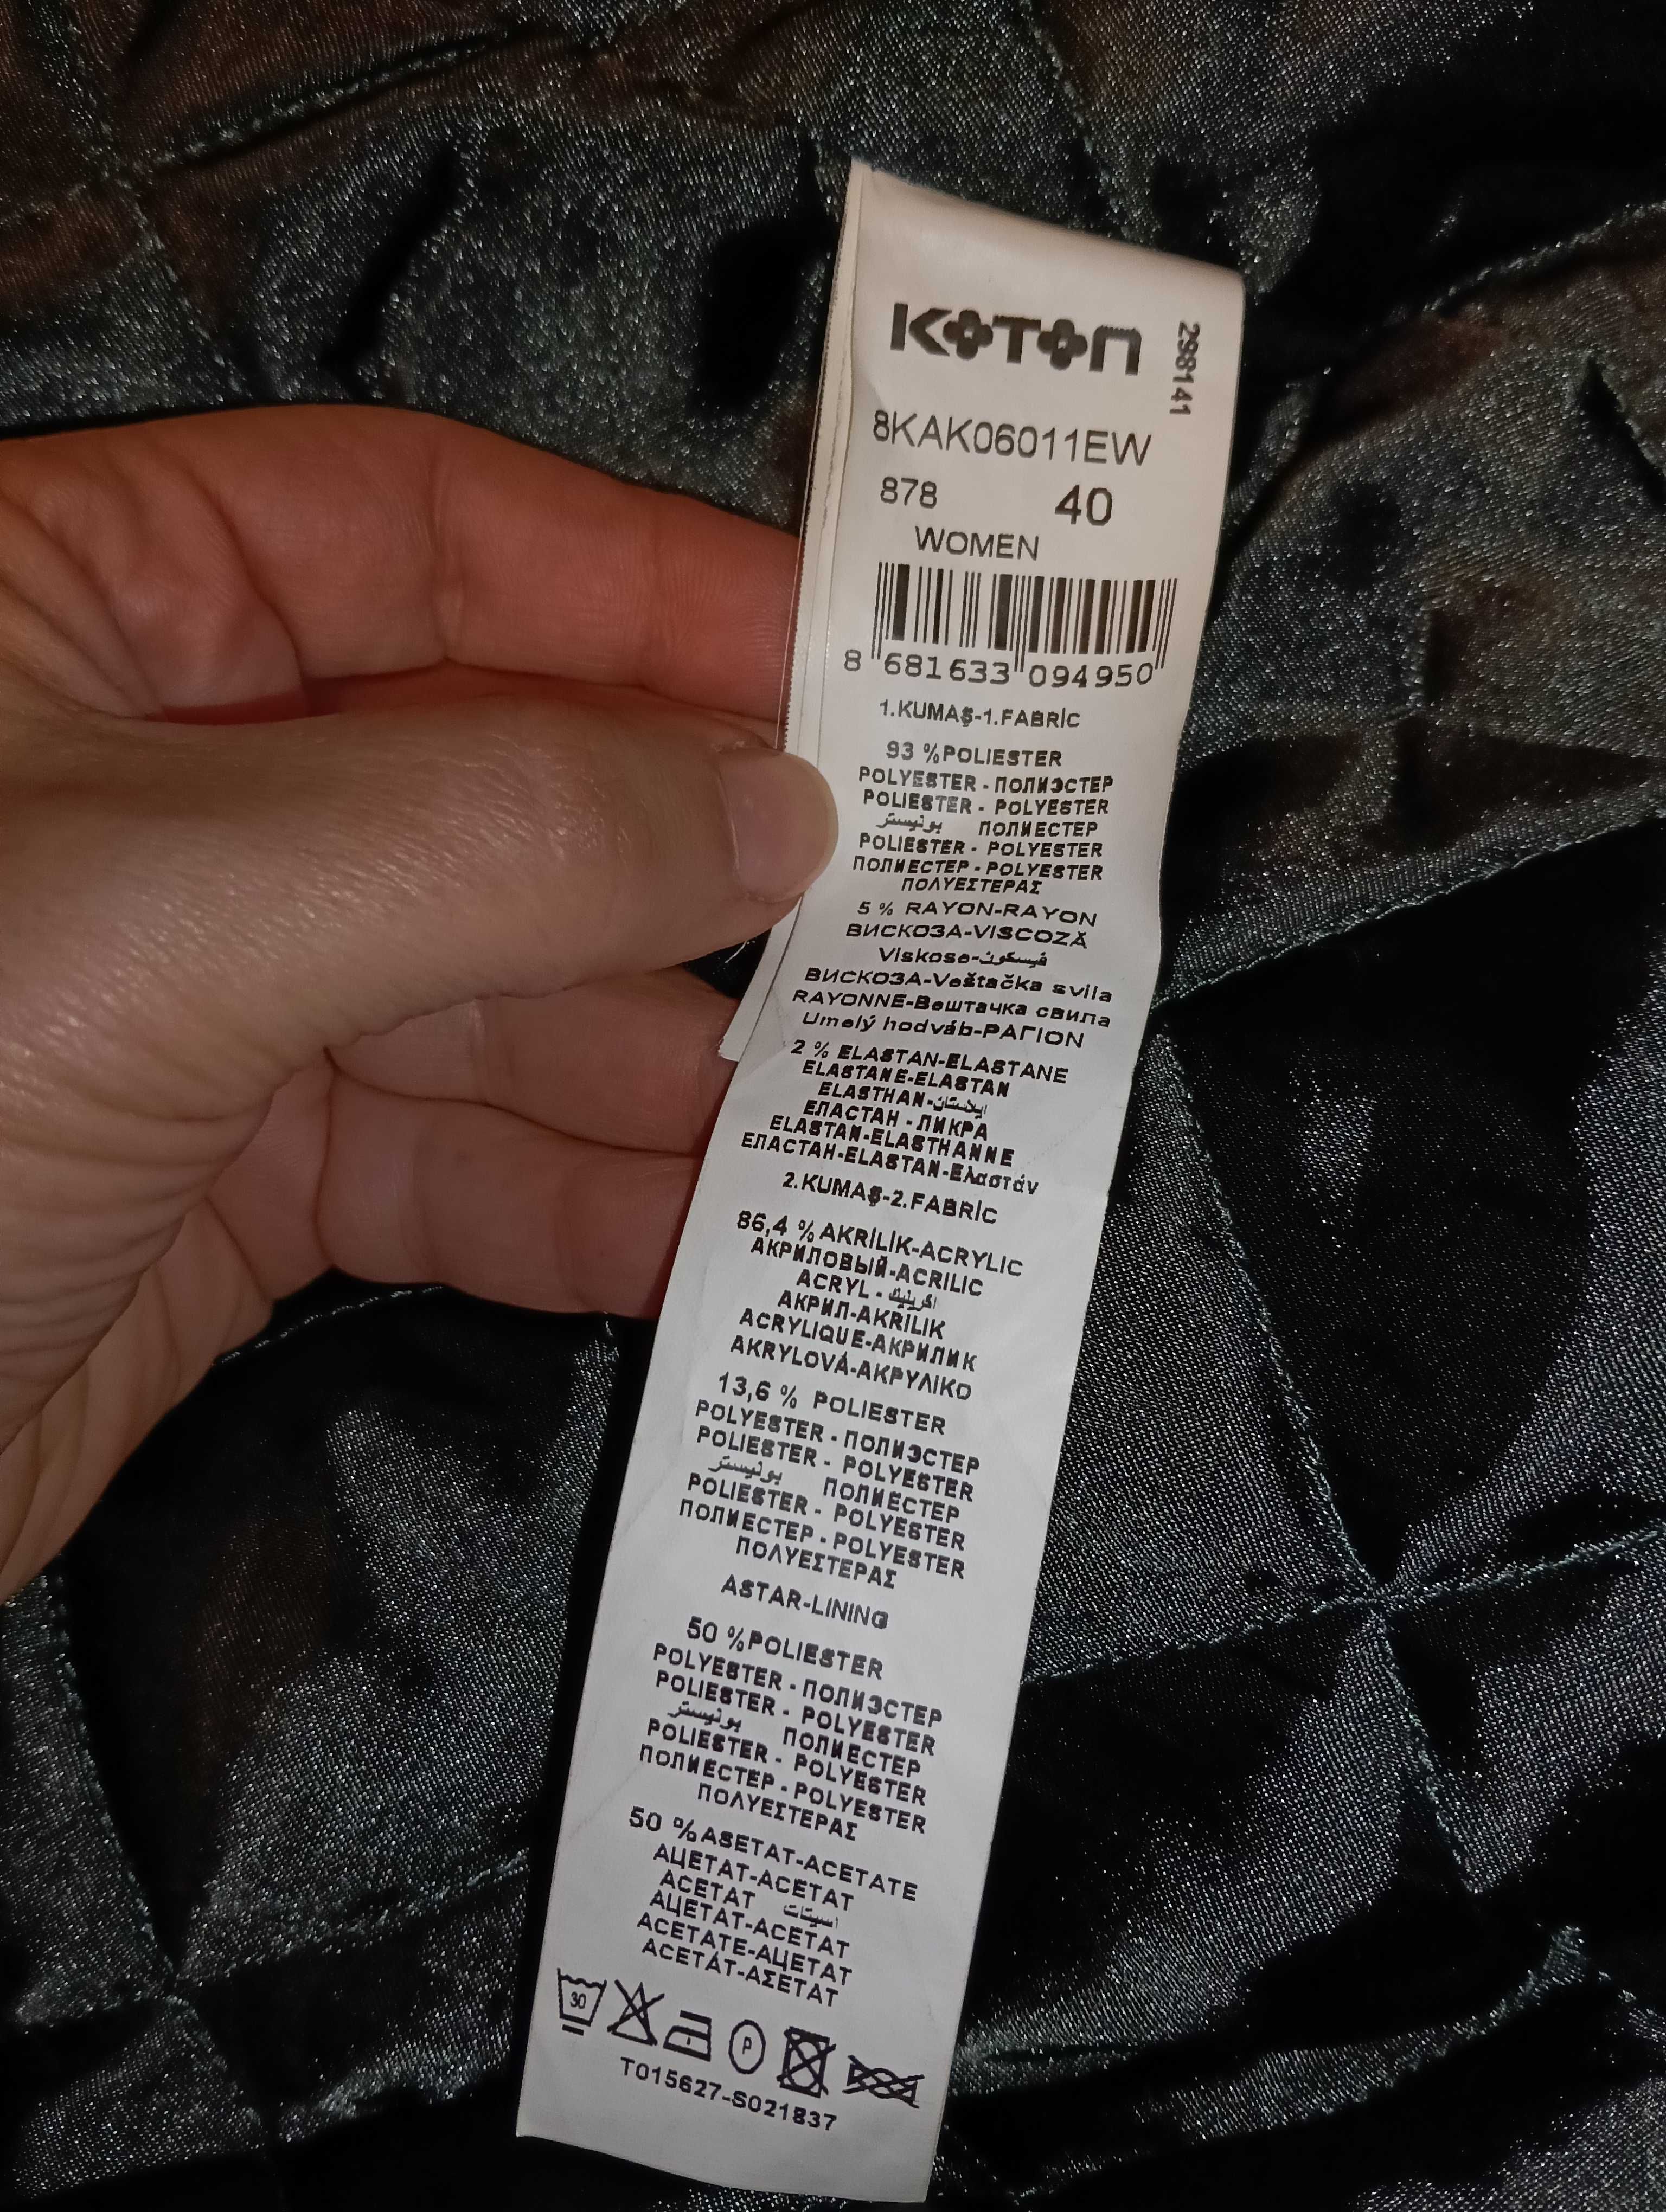 KOTON
298141
8KAK06011EW
878 40
WOMEN
8 681633 094950
1.KUMAŞ-1.FABRİC
93 %POLIESTER
POLYESTER - ПОЛИЭСТЕР
POLIESTER - POLYESTER
بوليستر ПОЛИЕСТЕР
POLIESTER - POLYESTER
ПОЛИЕСТЕР - POLYESTER
ΠΟΛΥΕΣΤΕΡΑΣ
5 % RAYON-RAYON
ВИСКОЗА-VISCOZĂ
Viskose-فيسكون
ВИСКОЗА-Veštačka svila
RAYONNE-Вештачка свила
Umelý hodváb-ΡΑΓΙΟΝ
2 % ELASTAN-ELASTANE
ELASTANE-ELASTAN
ELASTHAN-ايلاستان
ЕЛАСТАН - ЛИКРА
ELASTAN-ELASTHANNE
ЕЛАСТАН-ELASTAN-Ελαστάν
2.KUMAŞ-2.FABRİC
86,4 % AKRİLİK-ACRYLIC
АКРИЛОВЫЙ-ACRILIC
ACRYL - اكريليك
АКРИЛ-AKRILIK
ACRYLIQUE-АКРИЛИК
AKRYLOVÁ-ΑΚΡΥΛΙΚΟ
13,6 % POLIESTER
POLYESTER - ПОЛИЭСТЕР
POLIESTER - POLYESTER
بوليستر ПОЛИЕСТЕР
POLIESTER - POLYESTER
ПОЛИЕСТЕР - POLYESTER
ΠΟΛΥΕΣΤΕΡΑΣ
ASTAR-LINING
50 %POLIESTER
POLYESTER - ПОЛИЭСТЕР
POLIESTER - POLYESTER
بوليستر ПОЛИЕСТЕР
POLIESTER - POLYESTER
ПОЛИЕСТЕР - POLYESTER
ΠΟΛΥΕΣΤΕΡΑΣ
50 %ASETAT-ACETATE
АЦЕТАТ-ACETAT
ACETAT اسيتات
АЦЕТАТ-ACETAT
ACETATE-АЦЕТАТ
ACETÁT-ΑΣΕΤΑΤ
30 P
T015627-S021837